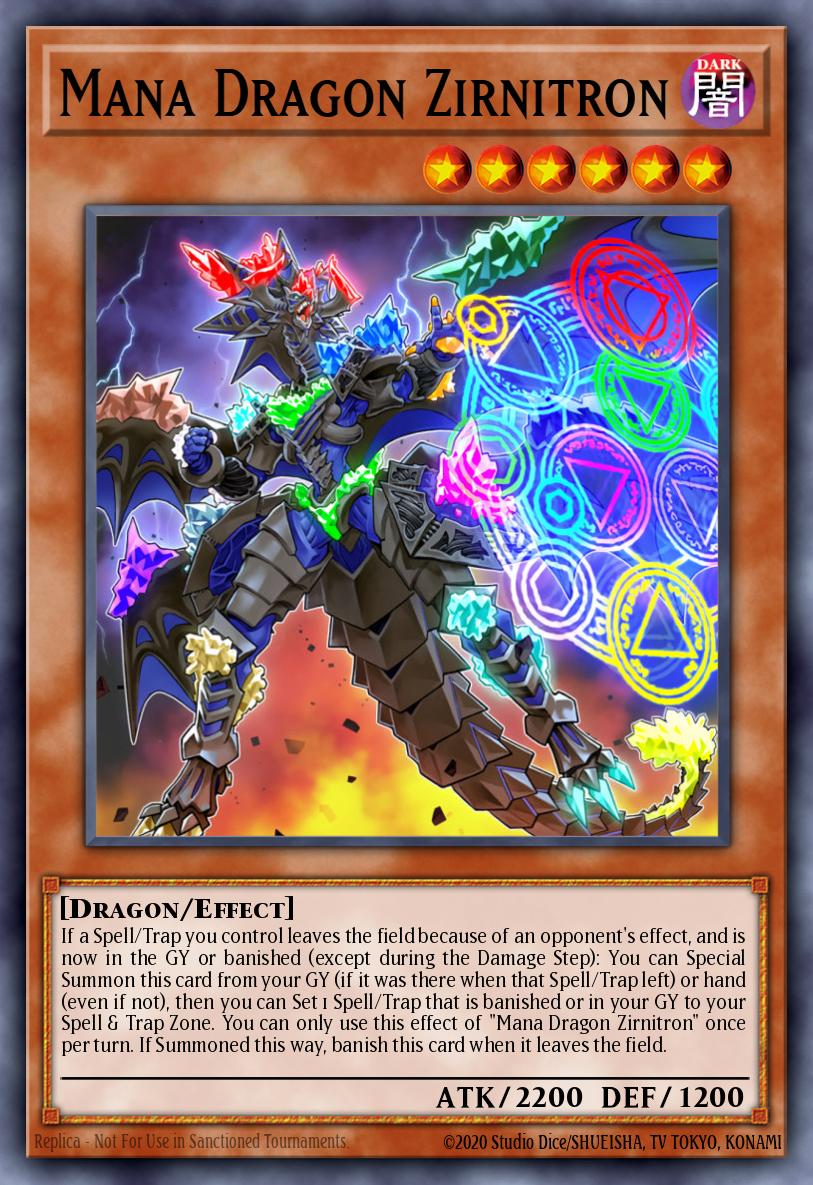 Mana Dragon Zirnitron
DARK
闇
[Dragon/Effect]
If a Spell/Trap you control leaves the field because of an opponent's effect, and is
now in the GY or banished (except during the Damage Step): You can Special
Summon this card from your GY (if it was there when that Spell/Trap left) or hand
(even if not), then you can Set 1 Spell/Trap that is banished or in your GY to your
Spell & Trap Zone. You can only use this effect of "Mana Dragon Zirnitron" once
per turn. If Summoned this way, banish this card when it leaves the field.
ATK/2200 DEF/1200
Replica - Not For Use in Sanctioned Tournaments.
©2020 Studio Dice/SHUEISHA, TV TOKYO, KONAMI